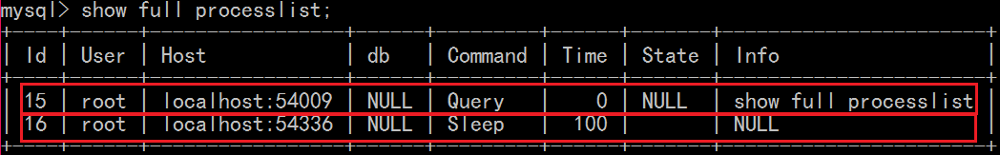 mysql> show full processlist;
+----+------+-----------------+------+---------+------+-------+-----------------------+
| Id | User | Host            | db   | Command | Time | State | Info                  |
+----+------+-----------------+------+---------+------+-------+-----------------------+
| 15 | root | localhost:54009 | NULL | Query   |    0 | NULL  | show full processlist |
| 16 | root | localhost:54336 | NULL | Sleep   |  100 |       | NULL                  |
+----+------+-----------------+------+---------+------+-------+-----------------------+